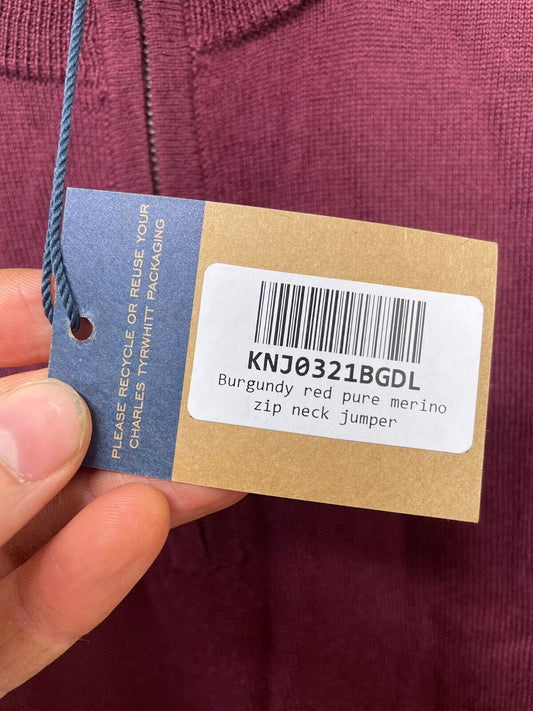 PLEASE RECYCLE OR REUSE YOUR
CHARLES TYRWHITT PACKAGING
KNJ0321BGDL
Burgundy red pure merino
zip neck jumper